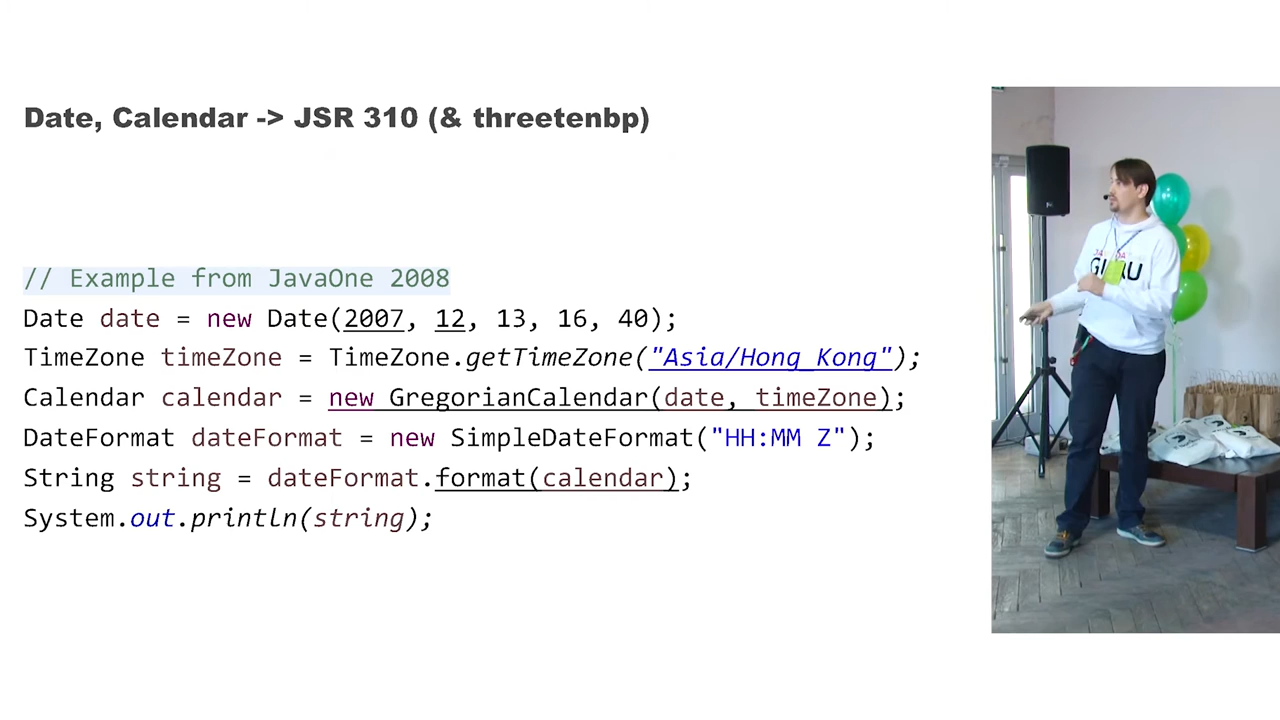 Date, Calendar -> JSR 310 (& threetenbp)
// Example from JavaOne 2008
Date date = new Date(2007, 12, 13, 16, 40);
TimeZone timeZone = TimeZone.getTimeZone("Asia/Hong_Kong");
Calendar calendar = new GregorianCalendar(date, timeZone);
DateFormat dateFormat = new SimpleDateFormat("HH:MM Z");
String string = dateFormat.format(calendar);
System.out.println(string);